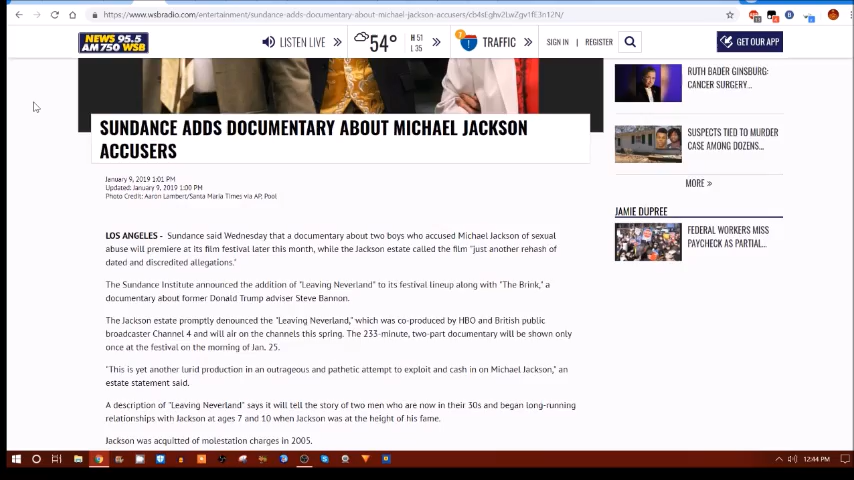 https://www.wsbradio.com/entertainment/sundance-adds-documentary-about-michael-jackson-accusers/
NEWS 95.5
AM 750 WSB
LISTEN LIVE
54°
H 51
L 35
TRAFFIC
SIGN IN | REGISTER
GET OUR APP
SUNDANCE ADDS DOCUMENTARY ABOUT MICHAEL JACKSON
ACCUSERS
January 9, 2019 1:01 PM
Updated: January 9, 2019 1:00 PM
Photo Credit: Aaron Lambert/Santa Maria Times via AP, Pool
LOS ANGELES - Sundance said Wednesday that a documentary about two boys who accused Michael Jackson of sexual
abuse will premiere at its film festival later this month, while the Jackson estate called the film "just another rehash of
dated and discredited allegations."
The Sundance Institute announced the addition of "Leaving Neverland" to its festival lineup along with "The Brink," a
documentary about former Donald Trump adviser Steve Bannon.
The Jackson estate promptly denounced the "Leaving Neverland," which was co-produced by HBO and British public
broadcaster Channel 4 and will air on the channels this spring. The 233-minute, two-part documentary will be shown only
once at the festival on the morning of Jan. 25.
"This is yet another lurid production in an outrageous and pathetic attempt to exploit and cash in on Michael Jackson," an
estate statement said.
A description of "Leaving Neverland" says it will tell the story of two men who are now in their 30s and began long-running
relationships with Jackson at ages 7 and 10 when Jackson was at the height of his fame.
Jackson was acquitted of molestation charges in 2005.
RUTH BADER GINSBURG:
CANCER SURGERY...
SUSPECTS TIED TO MURDER
CASE AMONG DOZENS...
MORE »
JAMIE DUPREE
FEDERAL WORKERS MISS
PAYCHECK AS PARTIAL...
12:44 PM